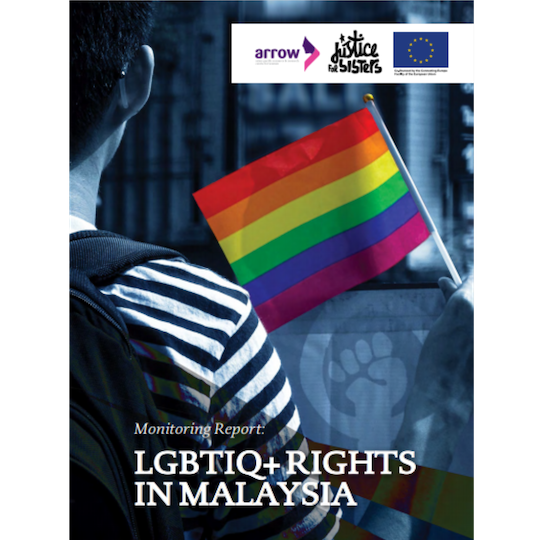 arrow
Justice
for Sisters
Monitoring Report:
LGBTIQ+ RIGHTS
IN MALAYSIA